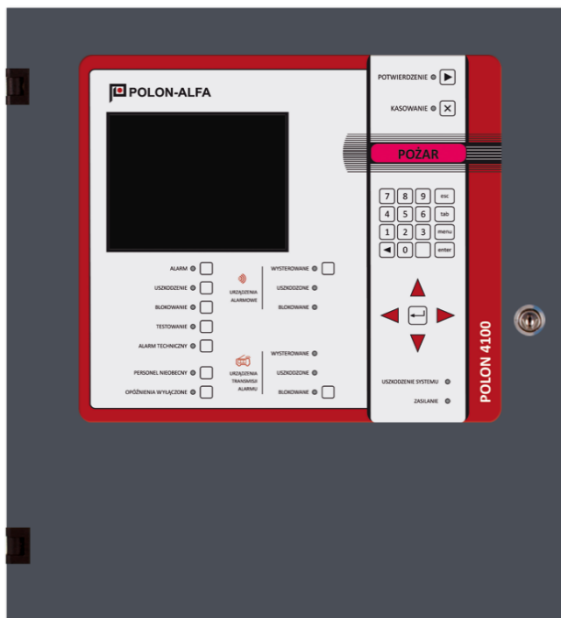 POLON-ALFA
POTWIERDZENIE
KASOWANIE
POŻAR
7 8 9 esc
4 5 6 tab
1 2 3 menu
0 enter
ALARM
USZKODZENIE
BLOKOWANIE
TESTOWANIE
ALARM TECHNICZNY
PERSONEL NIEOBECNY
OPÓŹNIENIA WYŁĄCZONE
URZĄDZENIA
ALARMOWE
WYSTEROWANE
USZKODZONE
BLOKOWANE
URZĄDZENIA
TRANSMISJI
ALARMU
WYSTEROWANE
USZKODZONE
BLOKOWANE
USZKODZENIE SYSTEMU
ZASILANIE
POLON 4100